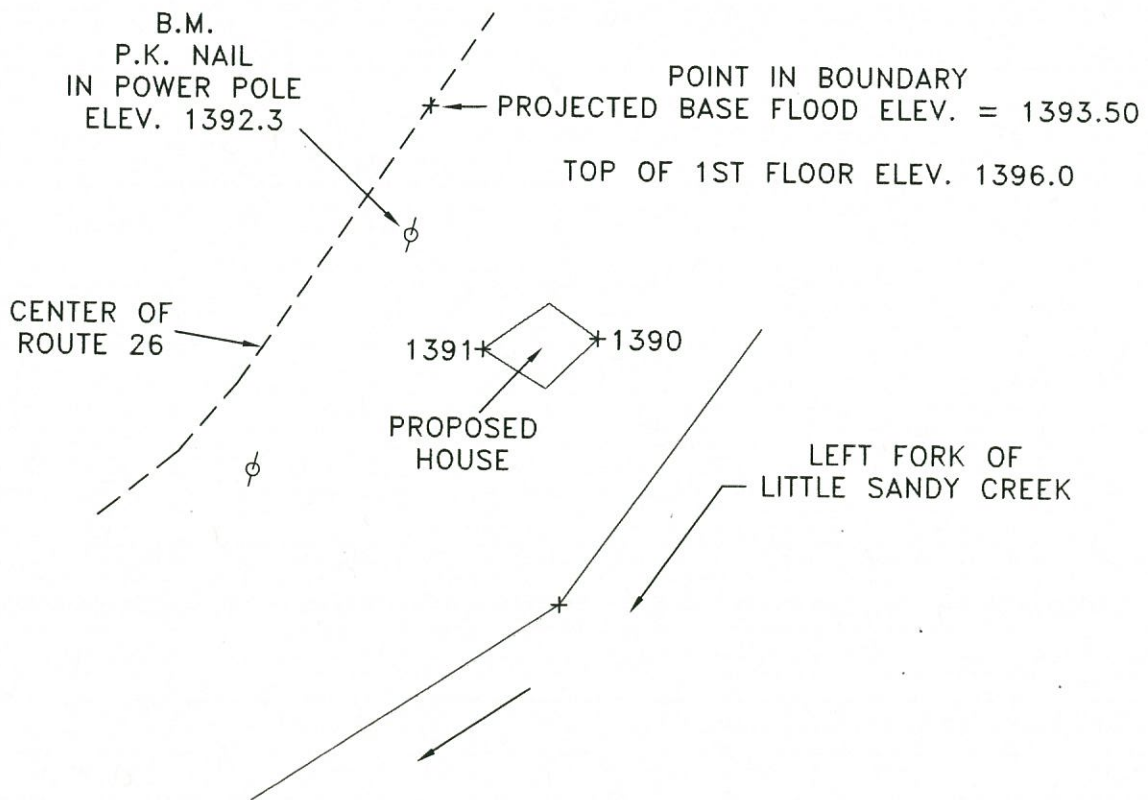 B.M.
P.K. NAIL
IN POWER POLE
ELEV. 1392.3
POINT IN BOUNDARY
PROJECTED BASE FLOOD ELEV. = 1393.50
TOP OF 1ST FLOOR ELEV. 1396.0
CENTER OF
ROUTE 26
1391
1390
PROPOSED
HOUSE
LEFT FORK OF
LITTLE SANDY CREEK